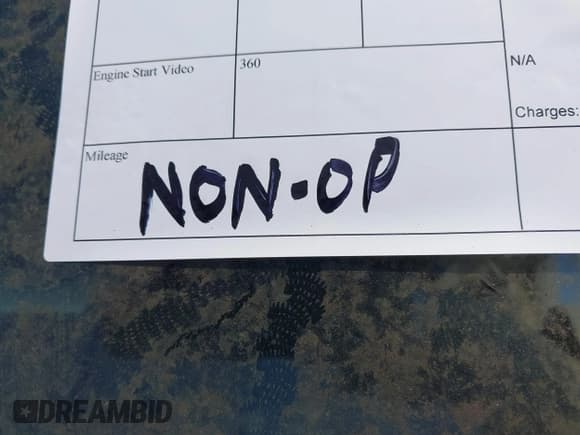 Engine Start Video
360
N/A
Charges:
Mileage
NON-OP
DREAMBID